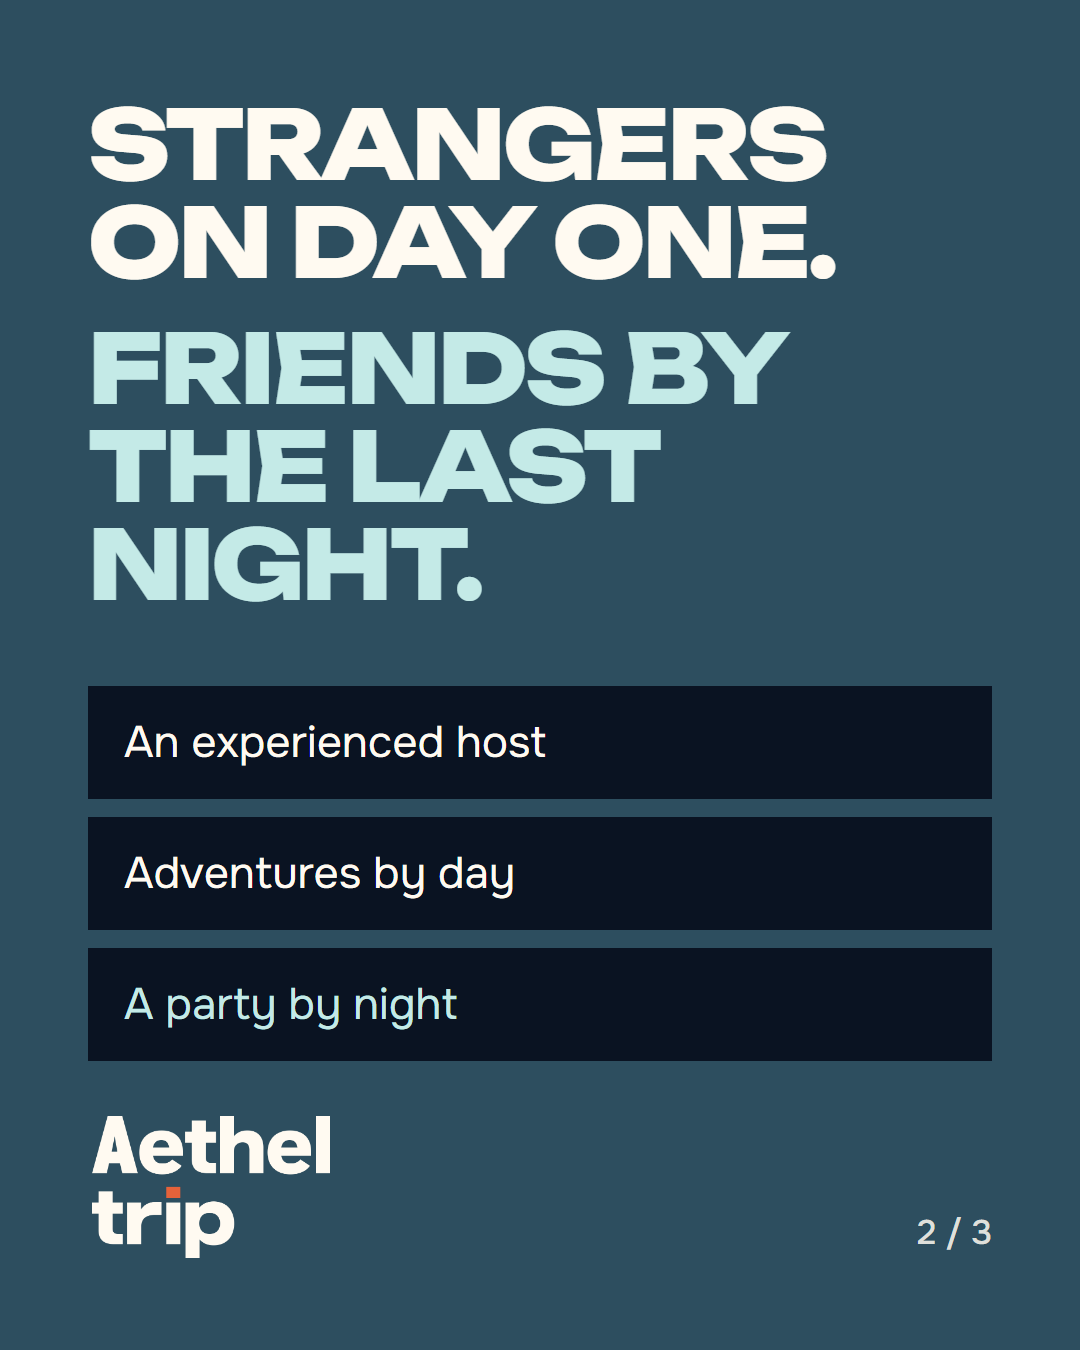 STRANGERS
ON DAY ONE.
FRIENDS BY
THE LAST
NIGHT.
An experienced host
Adventures by day
A party by night
Aethel
trip
2 / 3